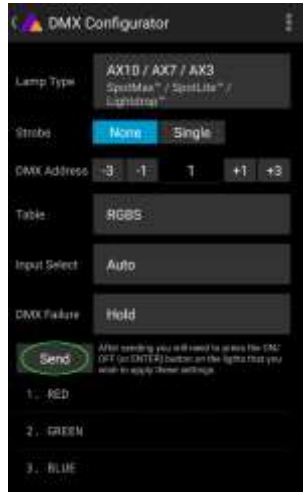 DMX Configurator
Lamp Type
AX10 / AX7 / AX3
SpotMax™ / SpotLite™ /
Lightdrop™
Strobe
None Single
DMX Address
-3 -1 1 +1 +3
Table
RGBS
Input Select
Auto
DMX Failure
Hold
Send
After sending you will need to press the ON/
OFF (or ENTER) button on the lights that you
wish to apply these settings.
1. RED
2. GREEN
3. BLUE